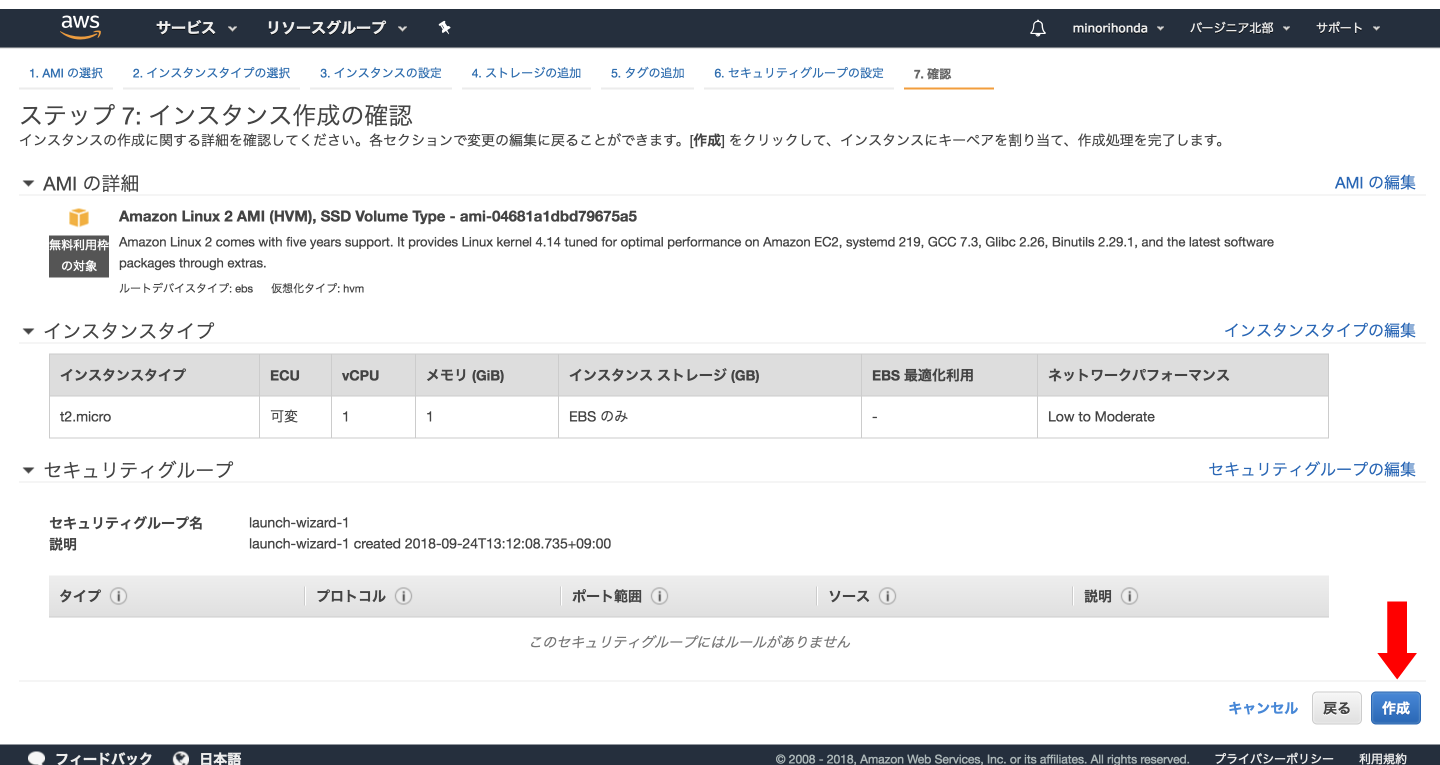 aws サービス リソースグループ minorihonda バージニア北部 サポート
1. AMI の選択 2. インスタンスタイプの選択 3. インスタンスの設定 4. ストレージの追加 5. タグの追加 6. セキュリティグループの設定 7. 確認
ステップ 7: インスタンス作成の確認
インスタンスの作成に関する詳細を確認してください。各セクションで変更の編集に戻ることができます。[作成] をクリックして、インスタンスにキーペアを割り当て、作成処理を完了します。
AMI の詳細 AMI の編集
Amazon Linux 2 AMI (HVM), SSD Volume Type - ami-04681a1dbd79675a5
無料利用枠
の対象
Amazon Linux 2 comes with five years support. It provides Linux kernel 4.14 tuned for optimal performance on Amazon EC2, systemd 219, GCC 7.3, Glibc 2.26, Binutils 2.29.1, and the latest software
packages through extras.
ルートデバイスタイプ: ebs 仮想化タイプ: hvm
インスタンスタイプ インスタンスタイプの編集
インスタンスタイプ ECU vCPU メモリ (GiB) インスタンス ストレージ (GB) EBS 最適化利用 ネットワークパフォーマンス
t2.micro 可変 1 1 EBS のみ - Low to Moderate
セキュリティグループ セキュリティグループの編集
セキュリティグループ名 launch-wizard-1
説明 launch-wizard-1 created 2018-09-24T13:12:08.735+09:00
タイプ プロトコル ポート範囲 ソース 説明
このセキュリティグループにはルールがありません
キャンセル 戻る 作成
フィードバック 日本語 © 2008 - 2018, Amazon Web Services, Inc. or its affiliates. All rights reserved. プライバシーポリシー 利用規約